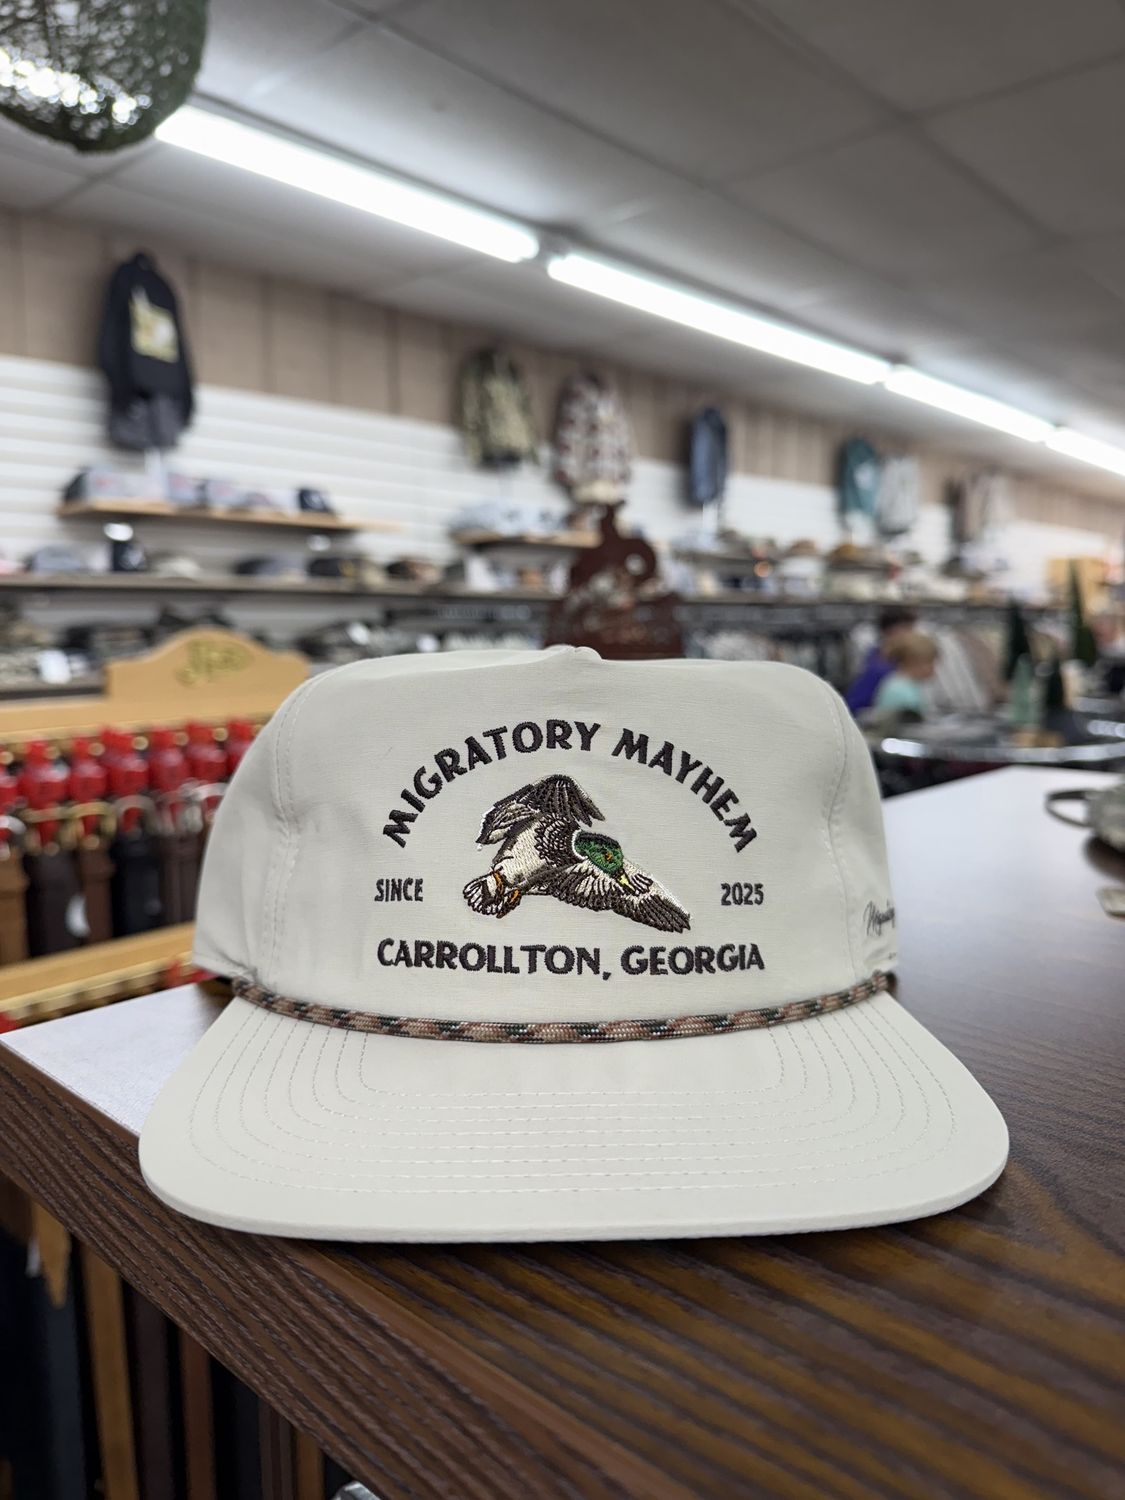 MIGRATORY MAYHEM
SINCE 2025
CARROLLTON, GEORGIA